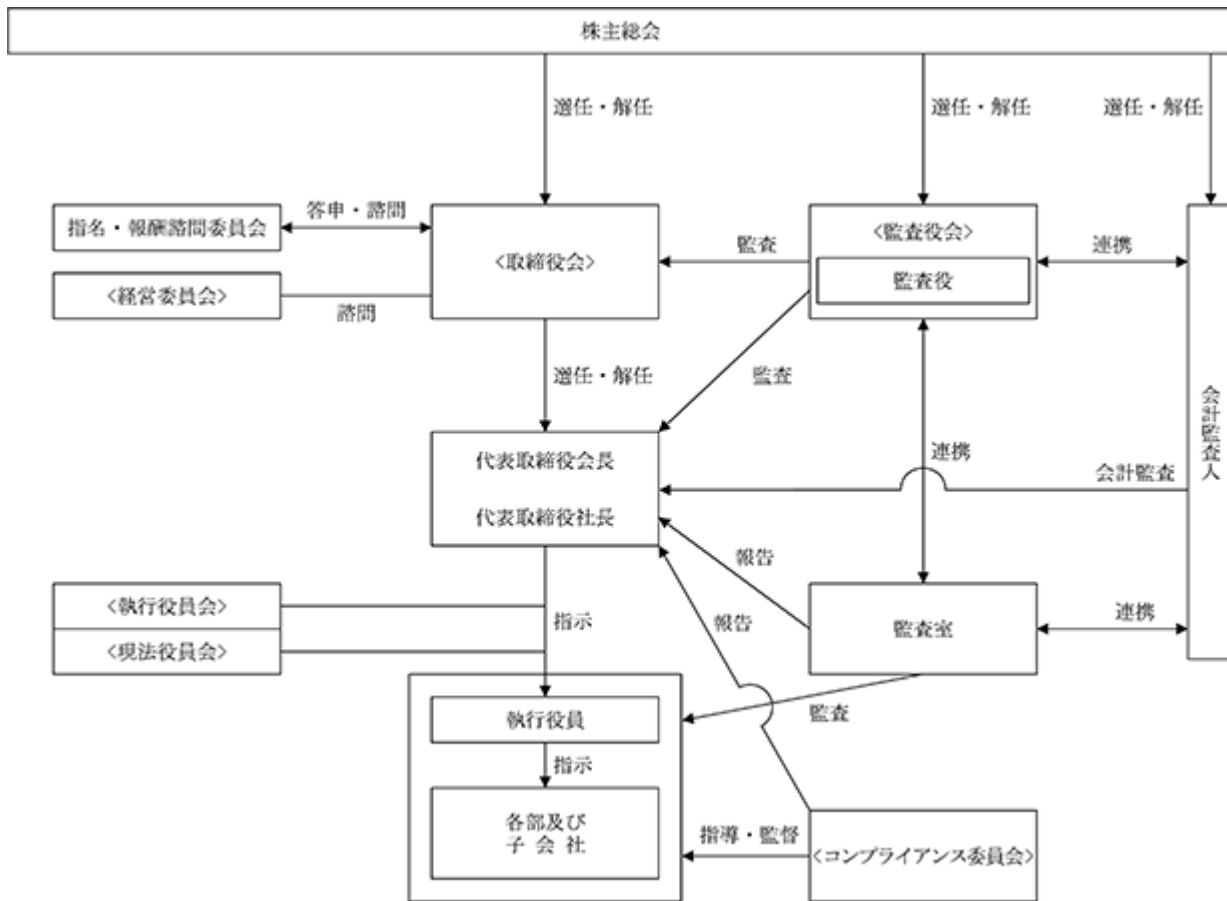 株主総会
選任・解任
選任・解任
選任・解任
指名・報酬諮問委員会
答申・諮問
<取締役会>
監査
<監査役会>
監査役
連携
<経営委員会>
諮問
選任・解任
監査
会計監査人
代表取締役会長
代表取締役社長
連携
会計監査
報告
<執行役員会>
<現法役員会>
指示
報告
監査室
連携
執行役員
監査
指示
各部及び
子会社
指導・監督
<コンプライアンス委員会>